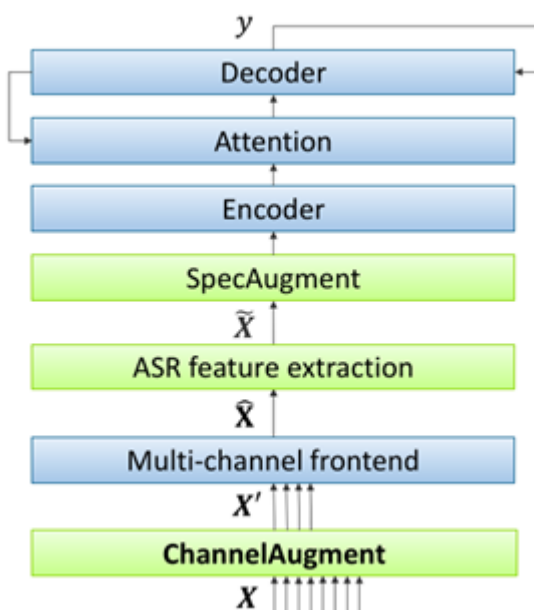 y
Decoder
Attention
Encoder
SpecAugment
X̃
ASR feature extraction
X̂
Multi-channel frontend
X′
ChannelAugment
X